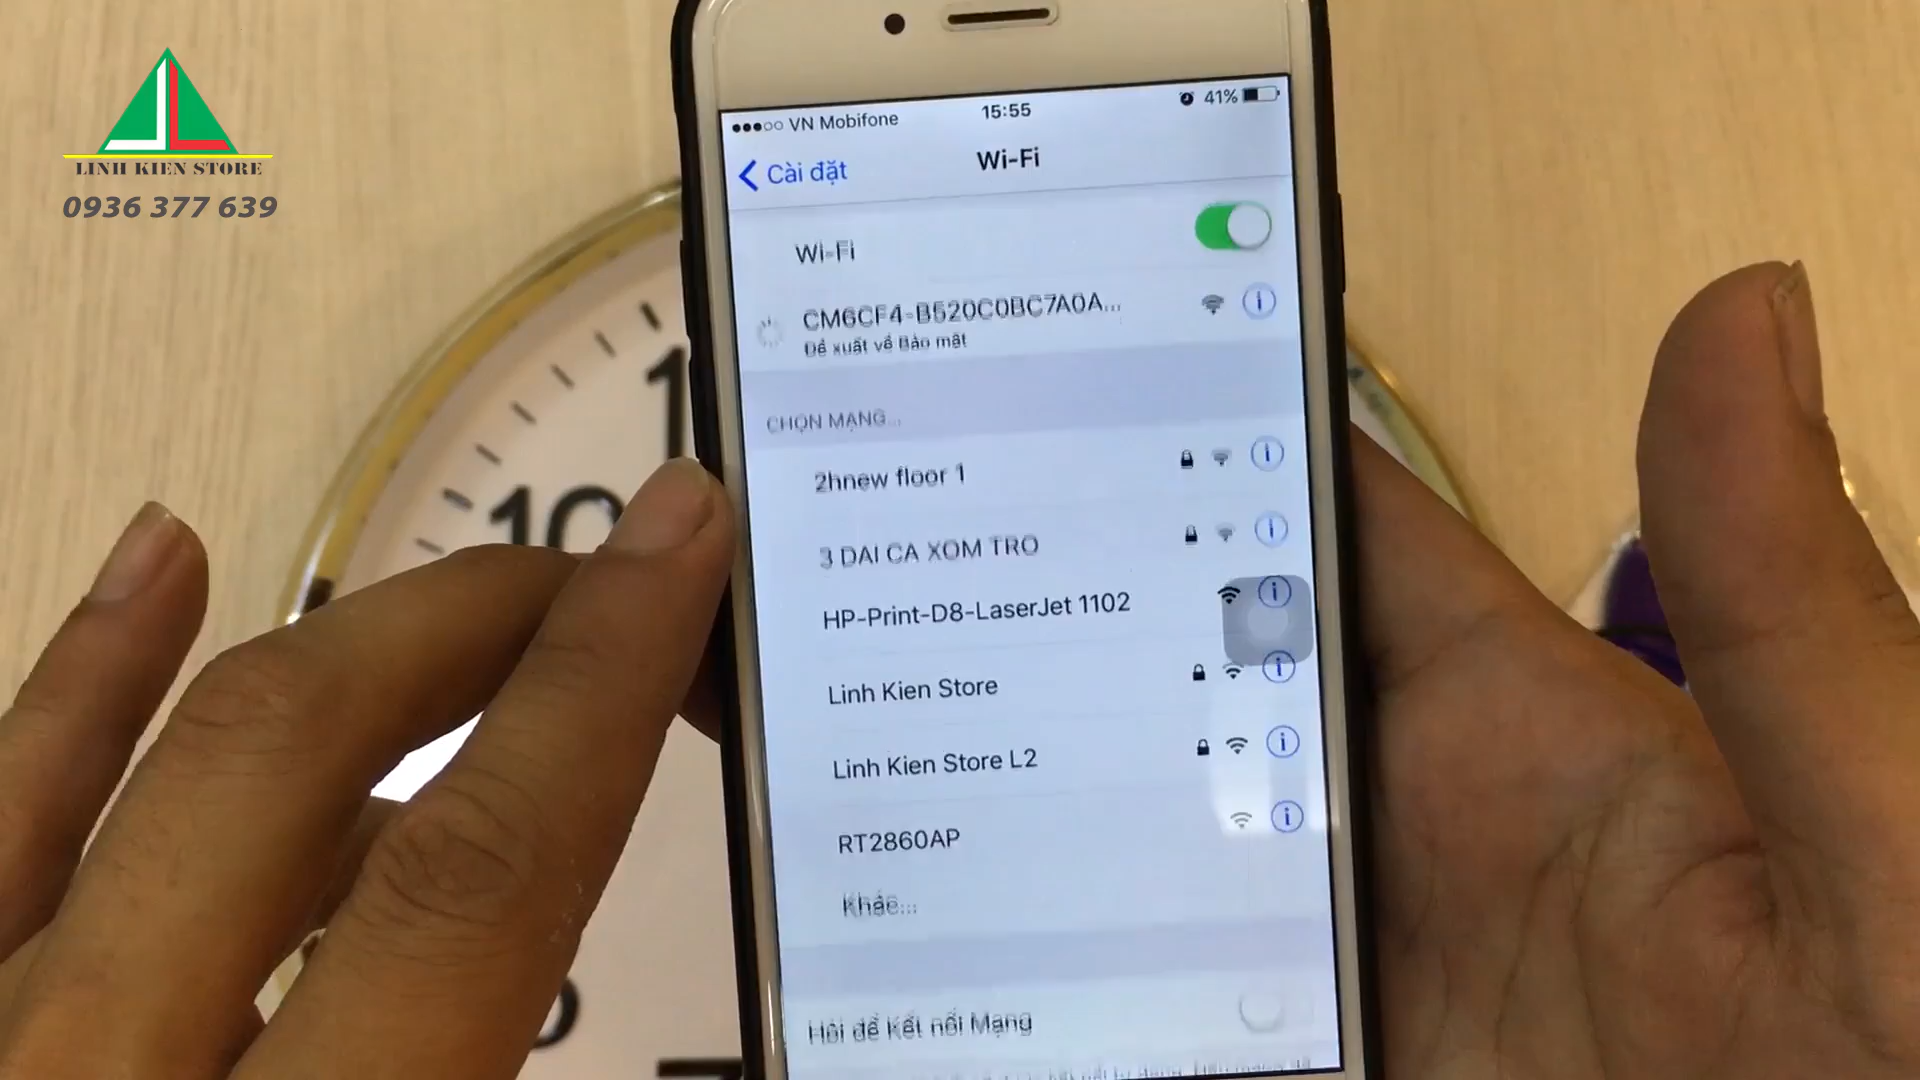 LINH KIEN STORE
0936 377 639
VN Mobifone
15:55
41%
Cài đặt
Wi-Fi
Wi-Fi
CM6CF4-B520C0BC7A0A...
Đề xuất về Bảo mật
CHỌN MẠNG...
2hnew floor 1
3 DAI CA XOM TRO
HP-Print-D8-LaserJet 1102
Linh Kien Store
Linh Kien Store L2
RT2860AP
Khác...
Hỏi để Kết nối Mạng
1
10